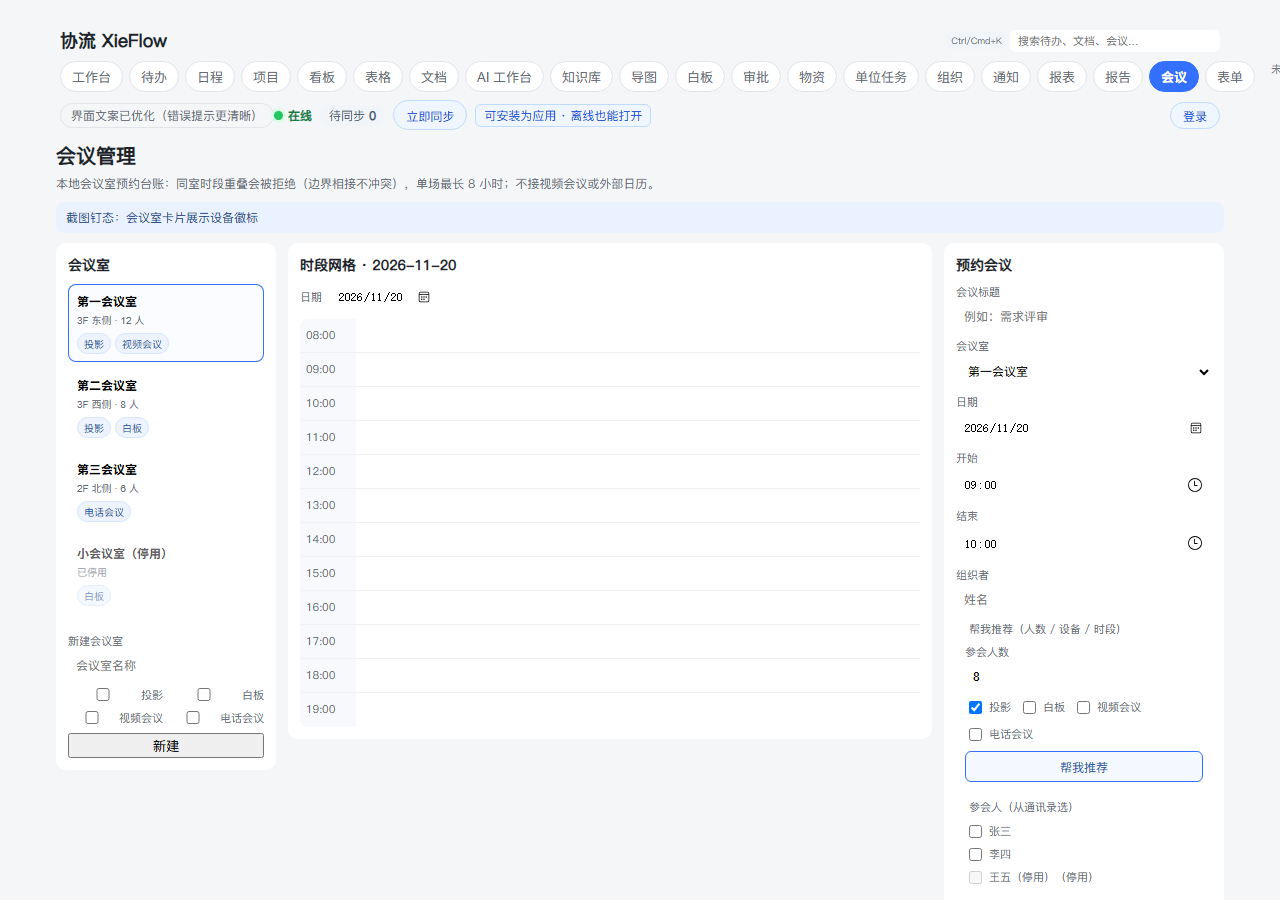 协流 XieFlow
Ctrl/Cmd+K 搜索待办、文档、会议...
工作台 待办 日程 项目 看板 表格 文档 AI 工作台 知识库 导图 白板 审批 物资 单位任务 组织 通知 报表 报告 会议 表单 未
界面文案已优化（错误提示更清晰） 在线 待同步 0 立即同步 可安装为应用 · 离线也能打开 登录
会议管理
本地会议室预约台账：同室时段重叠会被拒绝（边界相接不冲突），单场最长 8 小时；不接视频会议或外部日历。
截图钉态：会议室卡片展示设备徽标
会议室
第一会议室
3F 东侧 · 12 人
投影 视频会议
第二会议室
3F 西侧 · 8 人
投影 白板
第三会议室
2F 北侧 · 6 人
电话会议
小会议室（停用）
已停用
白板
新建会议室
会议室名称
投影 白板
视频会议 电话会议
新建
时段网格 · 2026-11-20
日期 2026/11/20
08:00
09:00
10:00
11:00
12:00
13:00
14:00
15:00
16:00
17:00
18:00
19:00
预约会议
会议标题
例如：需求评审
会议室
第一会议室
日期
2026/11/20
开始
09:00
结束
10:00
组织者
姓名
帮我推荐（人数 / 设备 / 时段）
参会人数
8
投影 白板 视频会议
电话会议
帮我推荐
参会人（从通讯录选）
张三
李四
王五（停用）（停用）